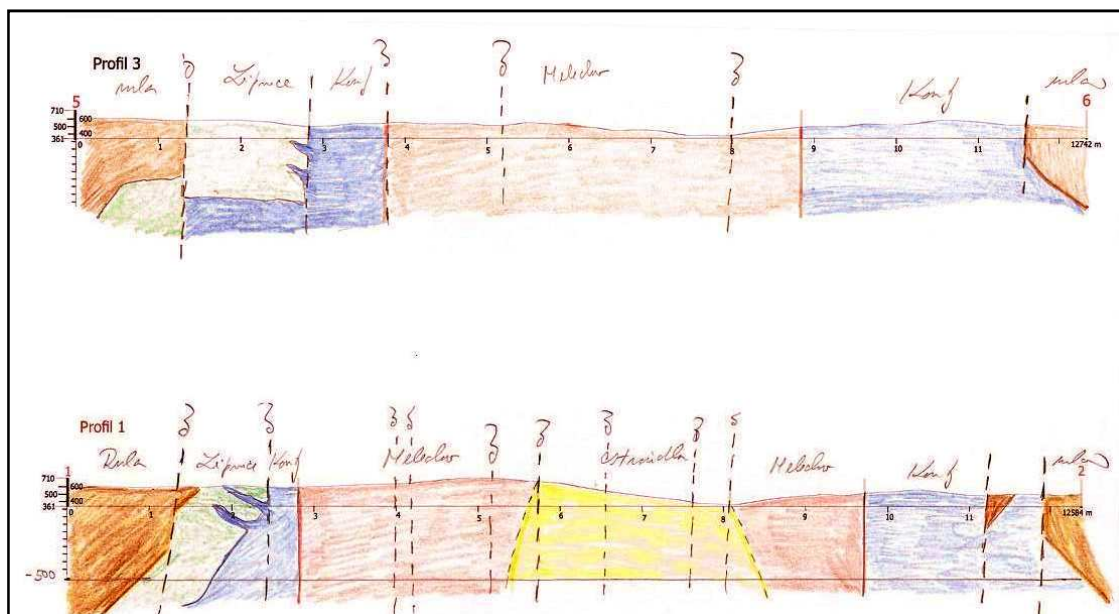 Profil 3
rula Lipnice Konf Melechov Konf rula
5 6
710
600
500
400
361
0 1 2 3 4 5 6 7 8 9 10 11 12742 m
Profil 1
Rula Lipnice Konf Melechov Stvořidla Melechov Konf rula
1 2
710
600
500
400
361
0 1 2 3 4 5 6 7 8 9 10 11 12584 m
-500